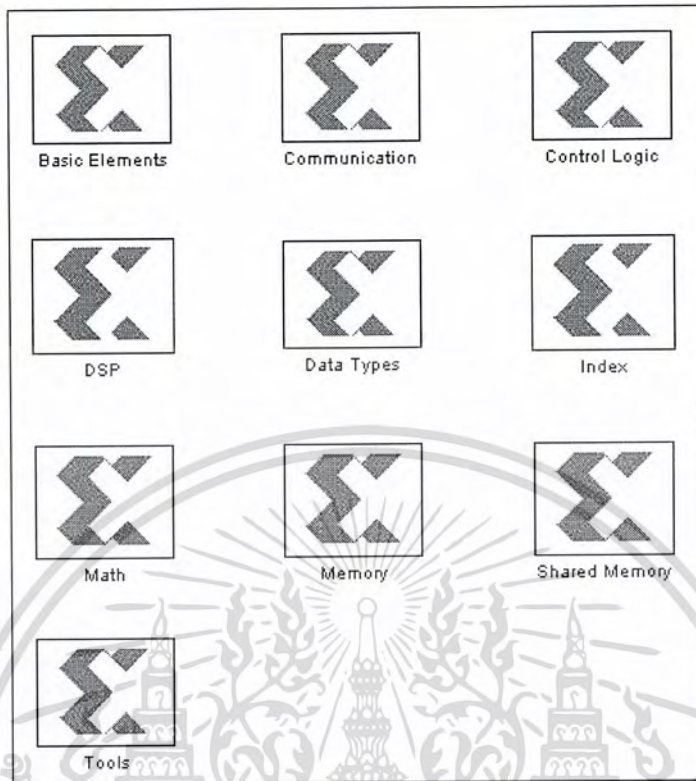 Basic Elements
Communication
Control Logic
DSP
Data Types
Index
Math
Memory
Shared Memory
Tools